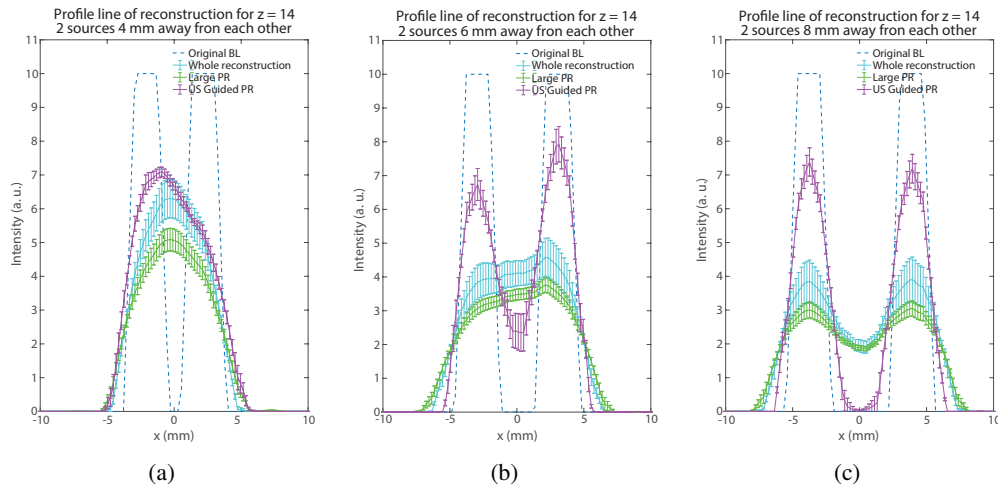 Profile line of reconstruction for z = 14
2 sources 4 mm away fron each other
Original BL
Whole reconstruction
Large PR
US Guided PR
Intensity (a. u.)
11
10
9
8
7
6
5
4
3
2
1
0
-10
-5
0
5
10
x (mm)
(a)
Profile line of reconstruction for z = 14
2 sources 6 mm away fron each other
Original BL
Whole reconstruction
Large PR
US Guided PR
Intensity (a. u.)
11
10
9
8
7
6
5
4
3
2
1
0
-10
-5
0
5
10
x (mm)
(b)
Profile line of reconstruction for z = 14
2 sources 8 mm away fron each other
Original BL
Whole reconstruction
Large PR
US Guided PR
Intensity (a. u.)
11
10
9
8
7
6
5
4
3
2
1
0
-10
-5
0
5
10
x (mm)
(c)